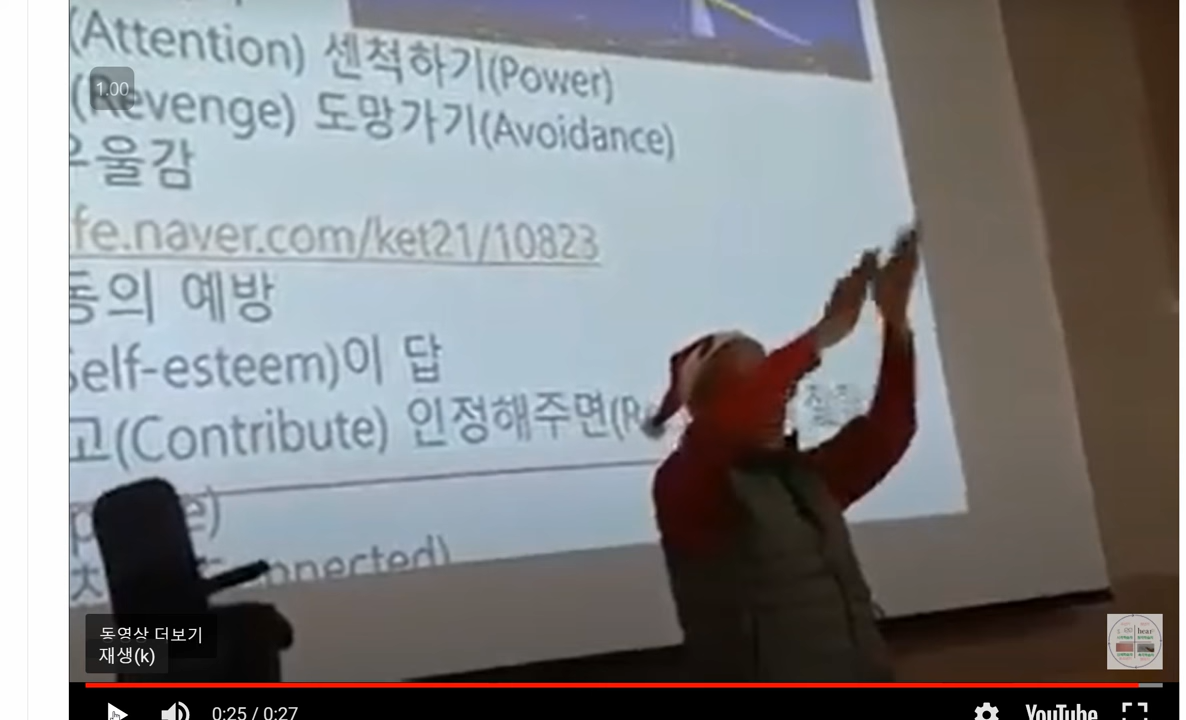 (Attention) 센척하기(Power)
1.00
(Revenge) 도망가기(Avoidance)
우울감
fe.naver.com/ket21/10823
동의 예방
Self-esteem)이 답
고(Contribute) 인정해주면(R
e)
nnected)
동영상 더보기
재생(k)
hear
0:25 / 0:27
YouTube